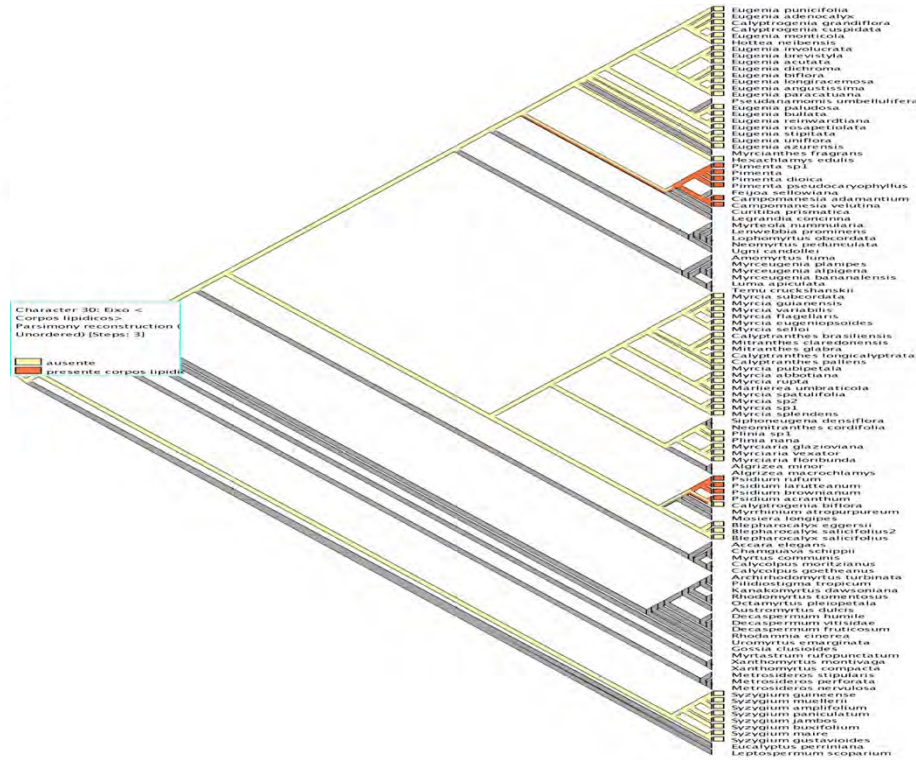 Eugenia punicifolia
Eugenia adenocalyx
Calyptrogenia grandiflora
Calyptrogenia cuspidata
Eugenia monticola
Hottea neibensis
Eugenia involucrata
Eugenia brevistyla
Eugenia acutata
Eugenia dichroma
Eugenia biflora
Eugenia longiracemosa
Eugenia angustissima
Eugenia paracatuana
Pseudanamomis umbellulifera
Eugenia paludosa
Eugenia bullata
Eugenia reinwardtiana
Eugenia rosapetiolata
Eugenia stipitata
Eugenia uniflora
Eugenia azurensis
Myrcianthes fragrans
Hexachlamys edulis
Pimenta sp1
Pimenta
Pimenta dioica
Pimenta pseudocaryophyllus
Feijoa sellowiana
Campomanesia adamantium
Campomanesia velutina
Curitiba prismatica
Legrandia concinna
Myrteola nummularia
Lenwebbia prominens
Lophomyrtus obcordata
Neomyrtus pedunculata
Ugni candollei
Amomyrtus luma
Myrceugenia planipes
Myrceugenia alpigena
Myrceugenia bananalensis
Luma apiculata
Temu cruckshanskii
Myrcia subcordata
Myrcia guianensis
Myrcia variabilis
Myrcia flagellaris
Myrcia eugeniopsoides
Myrcia selloi
Calyptranthes brasiliensis
Mitranthes claredonensis
Mitranthes glabra
Calyptranthes longicalyptrata
Calyptranthes pallens
Myrcia pubipetala
Myrcia abbotiana
Myrcia rupta
Marlierea umbraticola
Myrcia spatulifolia
Myrcia sp2
Myrcia sp1
Myrcia splendens
Siphoneugena densiflora
Neomitranthes cordifolia
Plinia sp1
Plinia nana
Myrciaria glazioviana
Myrciaria vexator
Myrciaria floribunda
Algrizea minor
Algrizea macrochlamys
Psidium rufum
Psidium larutteanum
Psidium brownianum
Psidium acranthum
Calyptrogenia biflora
Myrrhinium atropurpureum
Mosiera longipes
Blepharocalyx eggersii
Blepharocalyx salicifolius2
Blepharocalyx salicifolius
Accara elegans
Chamguava schippii
Myrtus communis
Calycolpus moritzianus
Calycolpus goetheanus
Archirhodomyrtus turbinata
Pilidiostigma tropicum
Kanakomyrtus dawsoniana
Rhodomyrtus tomentosus
Octamyrtus pleiopetala
Austromyrtus dulcis
Decaspermum humile
Decaspermum vitisidae
Decaspermum fruticosum
Rhodamnia cinerea
Uromyrtus emarginata
Gossia clusioides
Myrtastrum rufopunctatum
Xanthomyrtus montivaga
Xanthomyrtus compacta
Metrosideros stipularis
Metrosideros perforata
Metrosideros nervulosa
Syzygium guineense
Syzygium muellerii
Syzygium amplifolium
Syzygium paniculatum
Syzygium jambos
Syzygium buxifolium
Syzygium maire
Syzygium gustavioides
Eucalyptus perriniana
Leptospermum scoparium
Character 30: Eixo <
Corpos lipidicos>
Parsimony reconstruction (
Unordered) [Steps: 3]
ausente
presente corpos lipidic